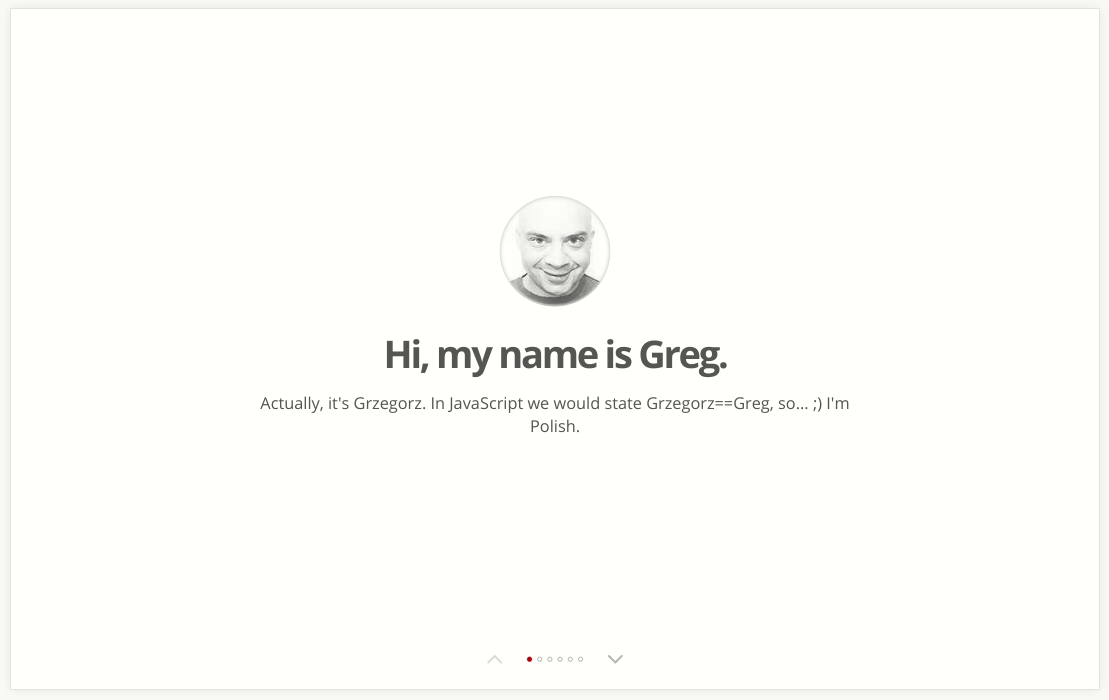 Hi, my name is Greg.
Actually, it's Grzegorz. In JavaScript we would state Grzegorz==Greg, so... ;) I'm
Polish.